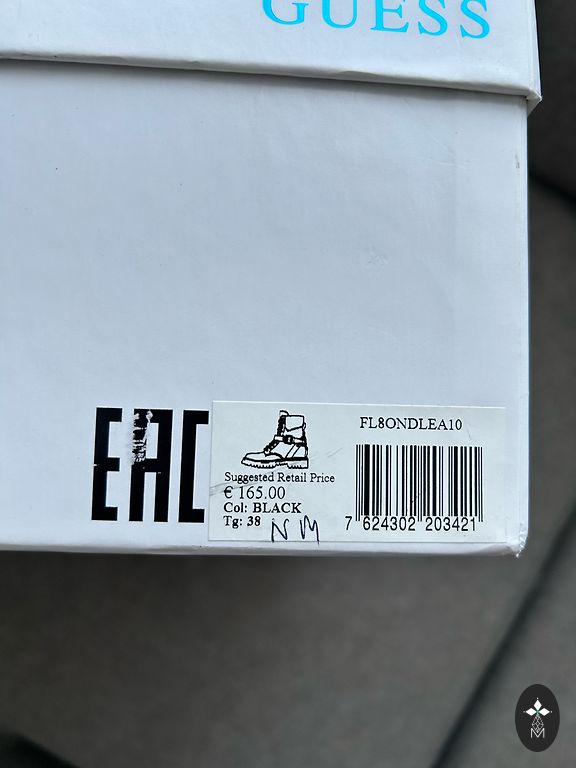 GUESS
EAC
FL8ONDLEA10
Suggested Retail Price
€ 165.00
Col: BLACK
Tg: 38
NM
7 624302 203421
M